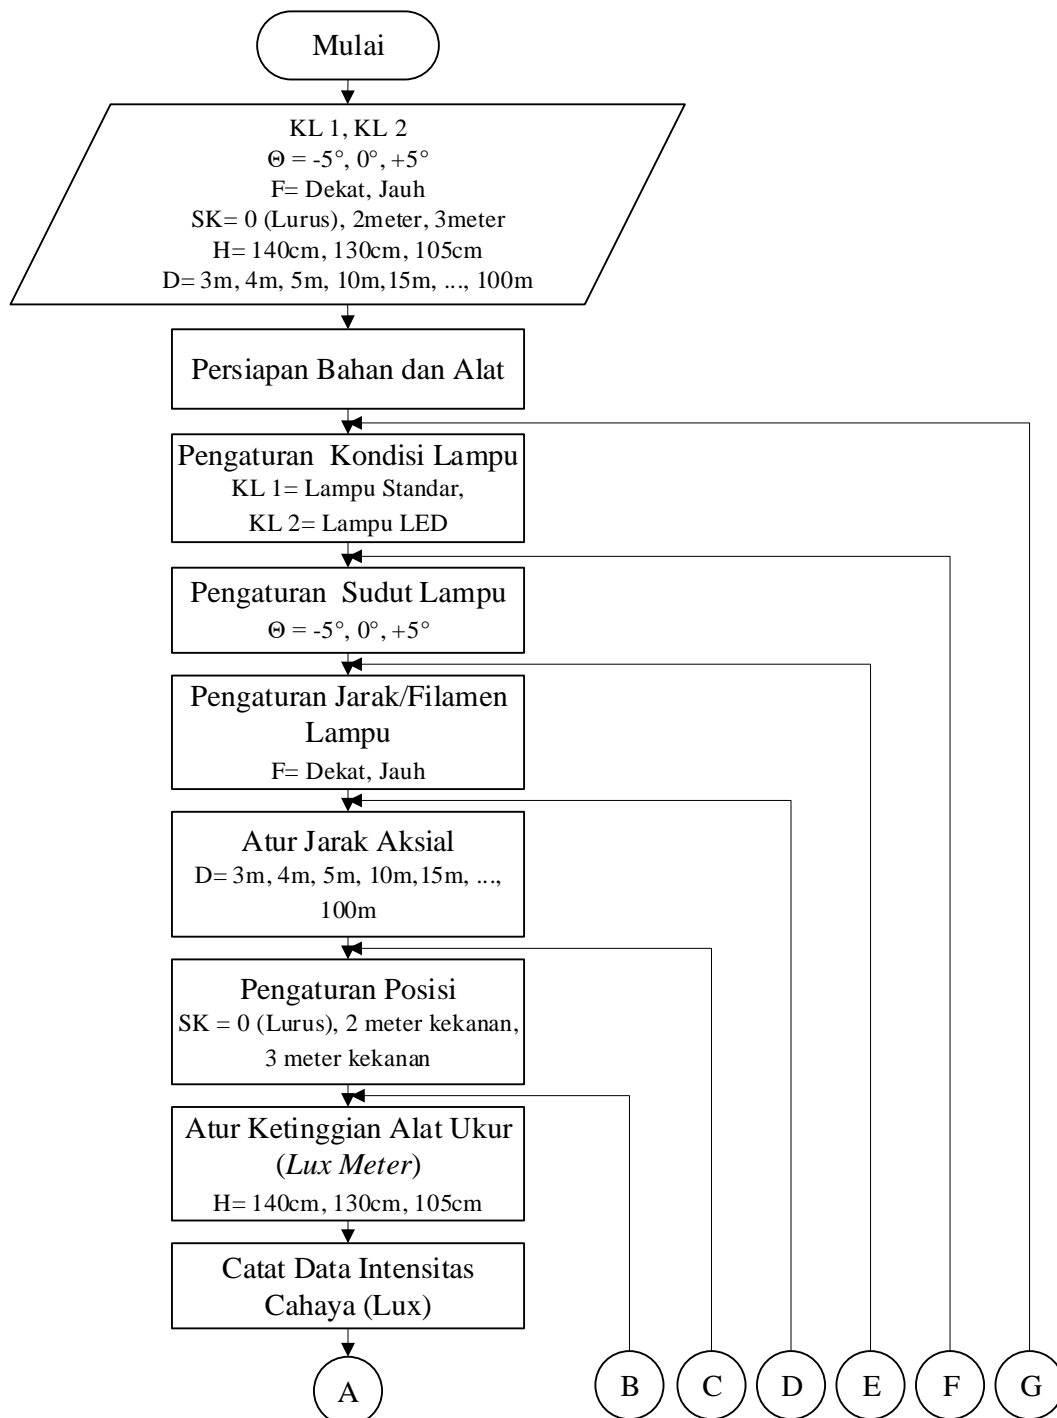 Mulai
KL 1, KL 2
Θ = -5°, 0°, +5°
F= Dekat, Jauh
SK= 0 (Lurus), 2meter, 3meter
H= 140cm, 130cm, 105cm
D= 3m, 4m, 5m, 10m,15m, ..., 100m
Persiapan Bahan dan Alat
Pengaturan Kondisi Lampu
KL 1= Lampu Standar,
KL 2= Lampu LED
Pengaturan Sudut Lampu
Θ = -5°, 0°, +5°
Pengaturan Jarak/Filamen
Lampu
F= Dekat, Jauh
Atur Jarak Aksial
D= 3m, 4m, 5m, 10m,15m, ...,
100m
Pengaturan Posisi
SK = 0 (Lurus), 2 meter kekanan,
3 meter kekanan
Atur Ketinggian Alat Ukur
(Lux Meter)
H= 140cm, 130cm, 105cm
Catat Data Intensitas
Cahaya (Lux)
A
B
C
D
E
F
G